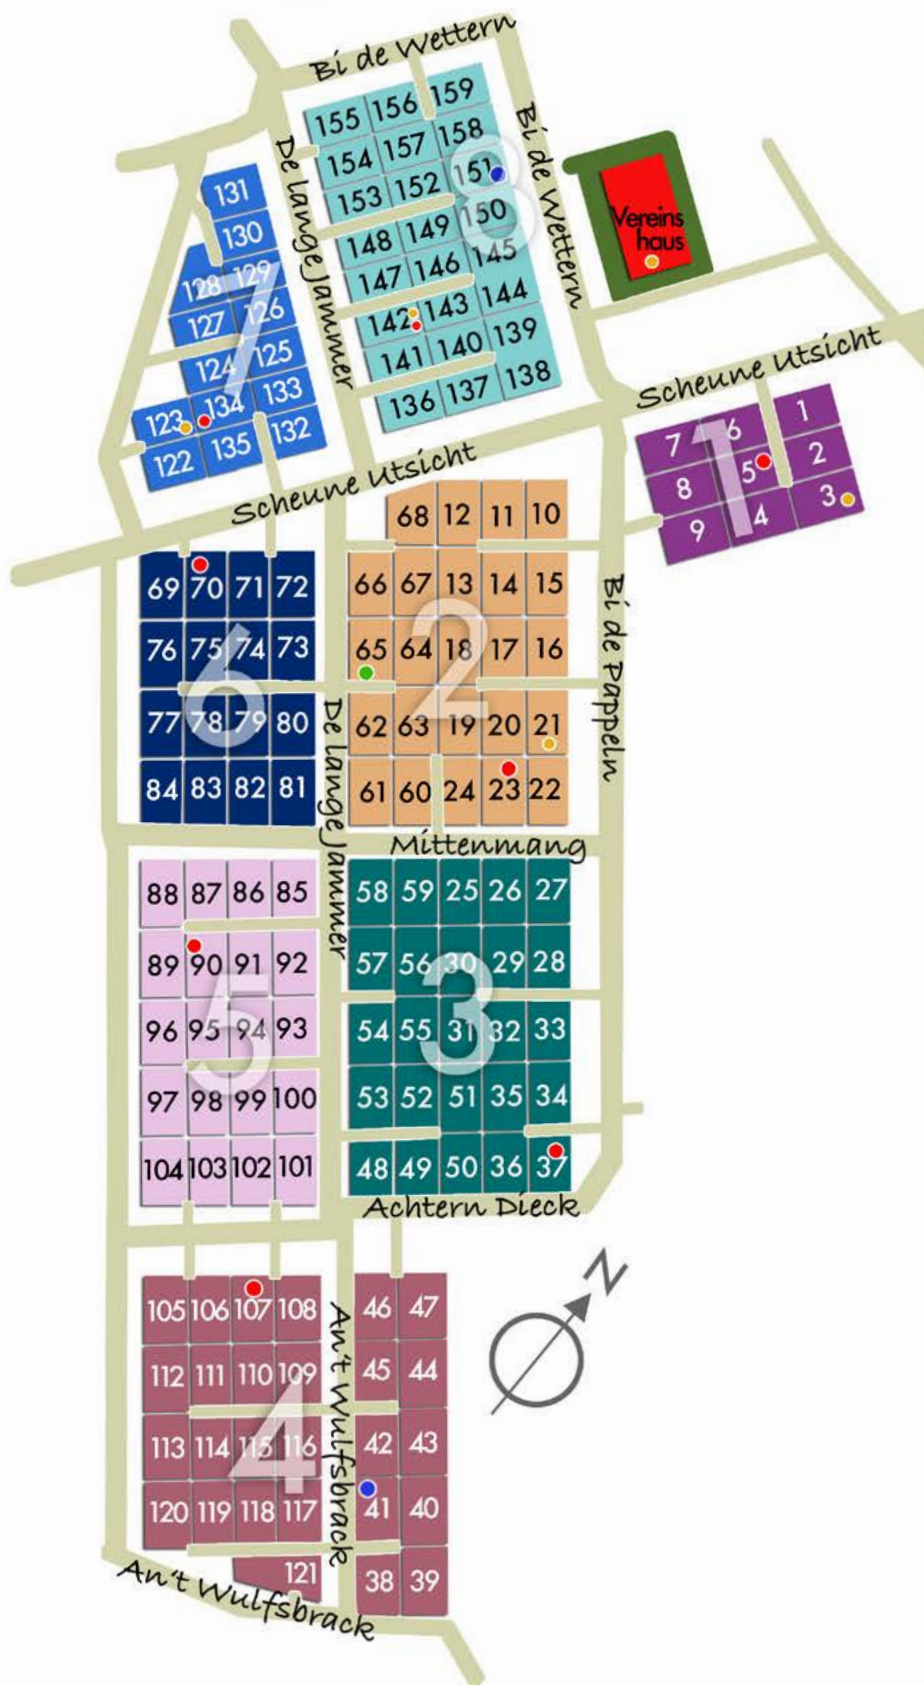 Bi de Wettern
155 156 159
154 157 158
153 152 151
148 149 150
147 146 145
142 143 144
141 140 139
136 137 138
8
De lange Jammer
Bi de Wettern
Vereins
haus
131
130
128 129
127 126
124 125
123 134 133
122 135 132
7
Scheune Utsicht
7 6 1
8 5 2
9 4 3
1
Scheune Utsicht
68 12 11 10
66 67 13 14 15
65 64 18 17 16
62 63 19 20 21
61 60 24 23 22
2
69 70 71 72
76 75 74 73
77 78 79 80
84 83 82 81
6
Bi de Pappeln
De lange Jammer
Mittenmang
88 87 86 85
89 90 91 92
96 95 94 93
97 98 99 100
104 103 102 101
5
58 59 25 26 27
57 56 30 29 28
54 55 31 32 33
53 52 51 35 34
48 49 50 36 37
3
Achtern Dieck
N
105 106 107 108
112 111 110 109
113 114 115 116
120 119 118 117
121
4
46 47
45 44
42 43
41 40
38 39
An't Wulfsbrack
An't Wulfsbrack